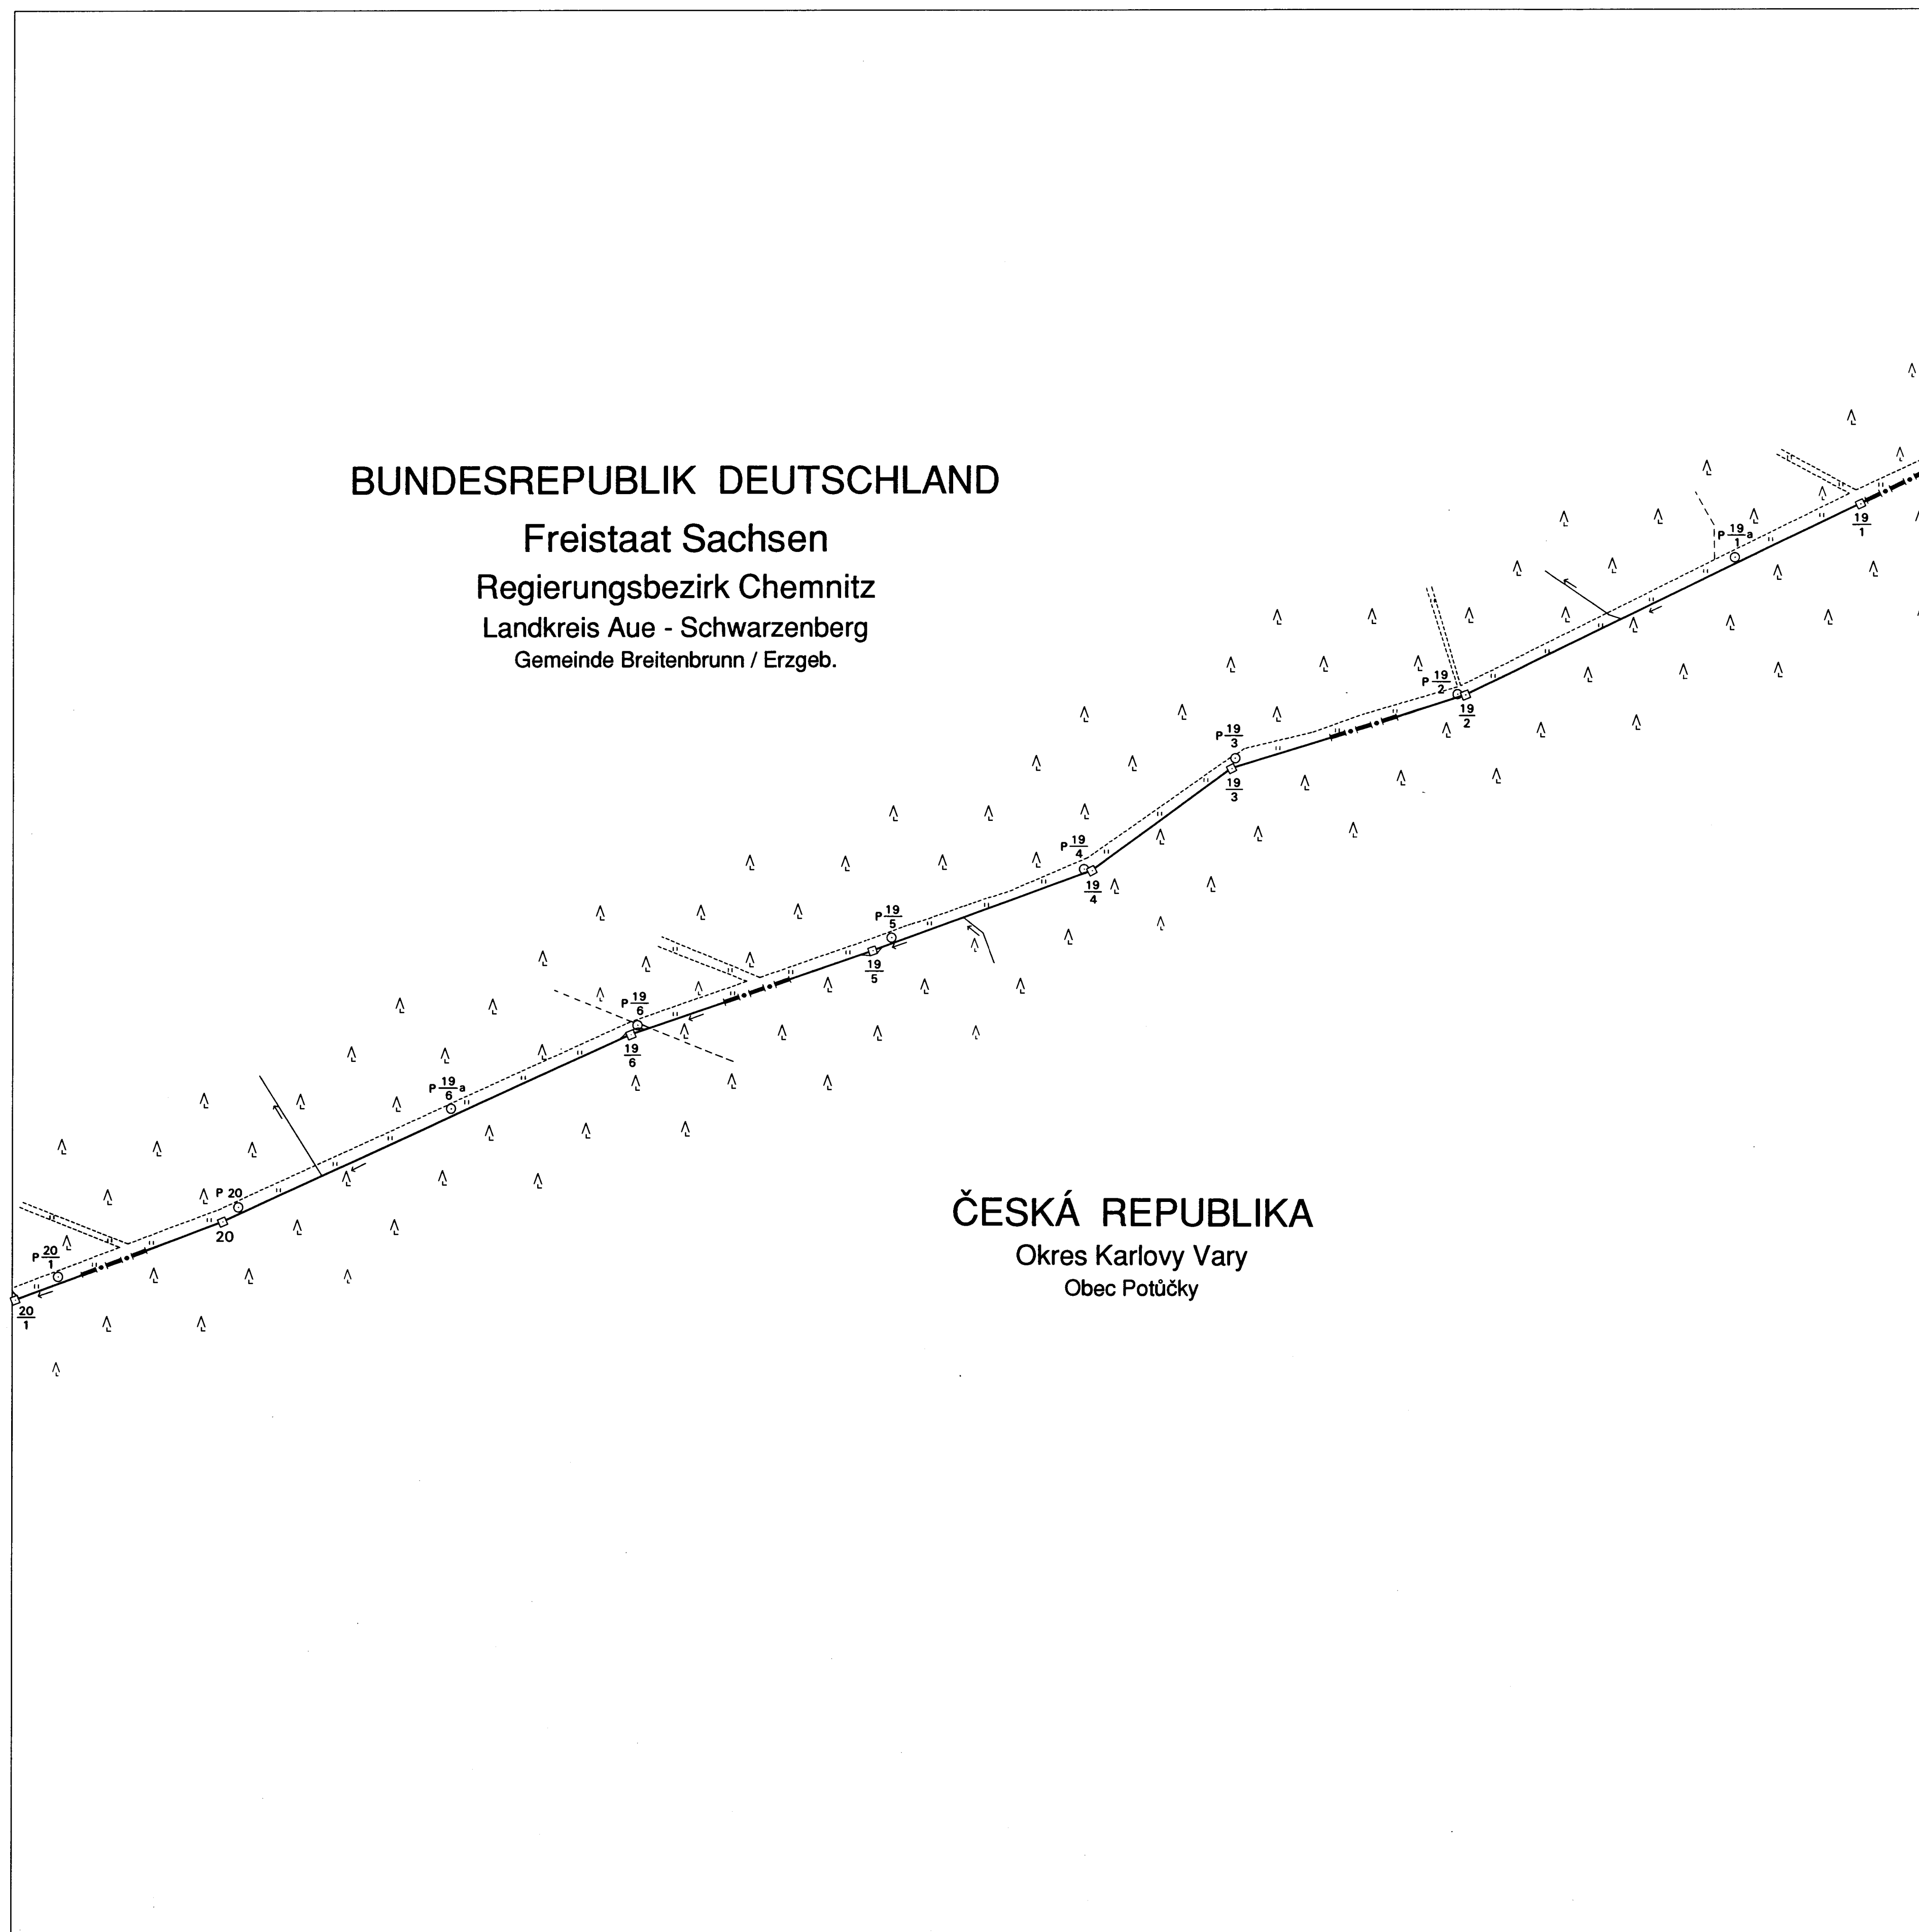 BUNDESREPUBLIK DEUTSCHLAND
Freistaat Sachsen
Regierungsbezirk Chemnitz
Landkreis Aue - Schwarzenberg
Gemeinde Breitenbrunn / Erzgeb.
19/1
P 19/1 a
P 19/2
19/2
P 19/3
19/3
P 19/4
19/4
P 19/5
19/5
P 19/6
19/6
P 19/6 a
P 20
20
P 20/1
20/1
ČESKÁ REPUBLIKA
Okres Karlovy Vary
Obec Potůčky